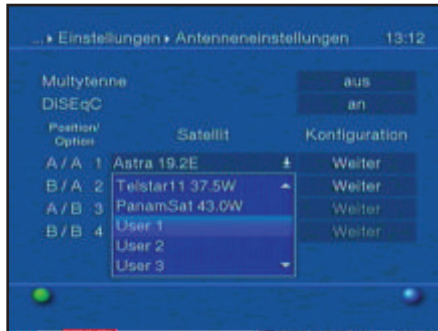 ...▸ Einstellungen ▸ Antenneneinstellungen 13:12
Multytenne aus
DiSEqC an
Position/ Option Satellit Konfiguration
A / A 1 Astra 19.2E Weiter
B / A 2 Telstar11 37.5W Weiter
A / B 3 PanamSat 43.0W Weiter
B / B 4 User 1 Weiter
User 2
User 3